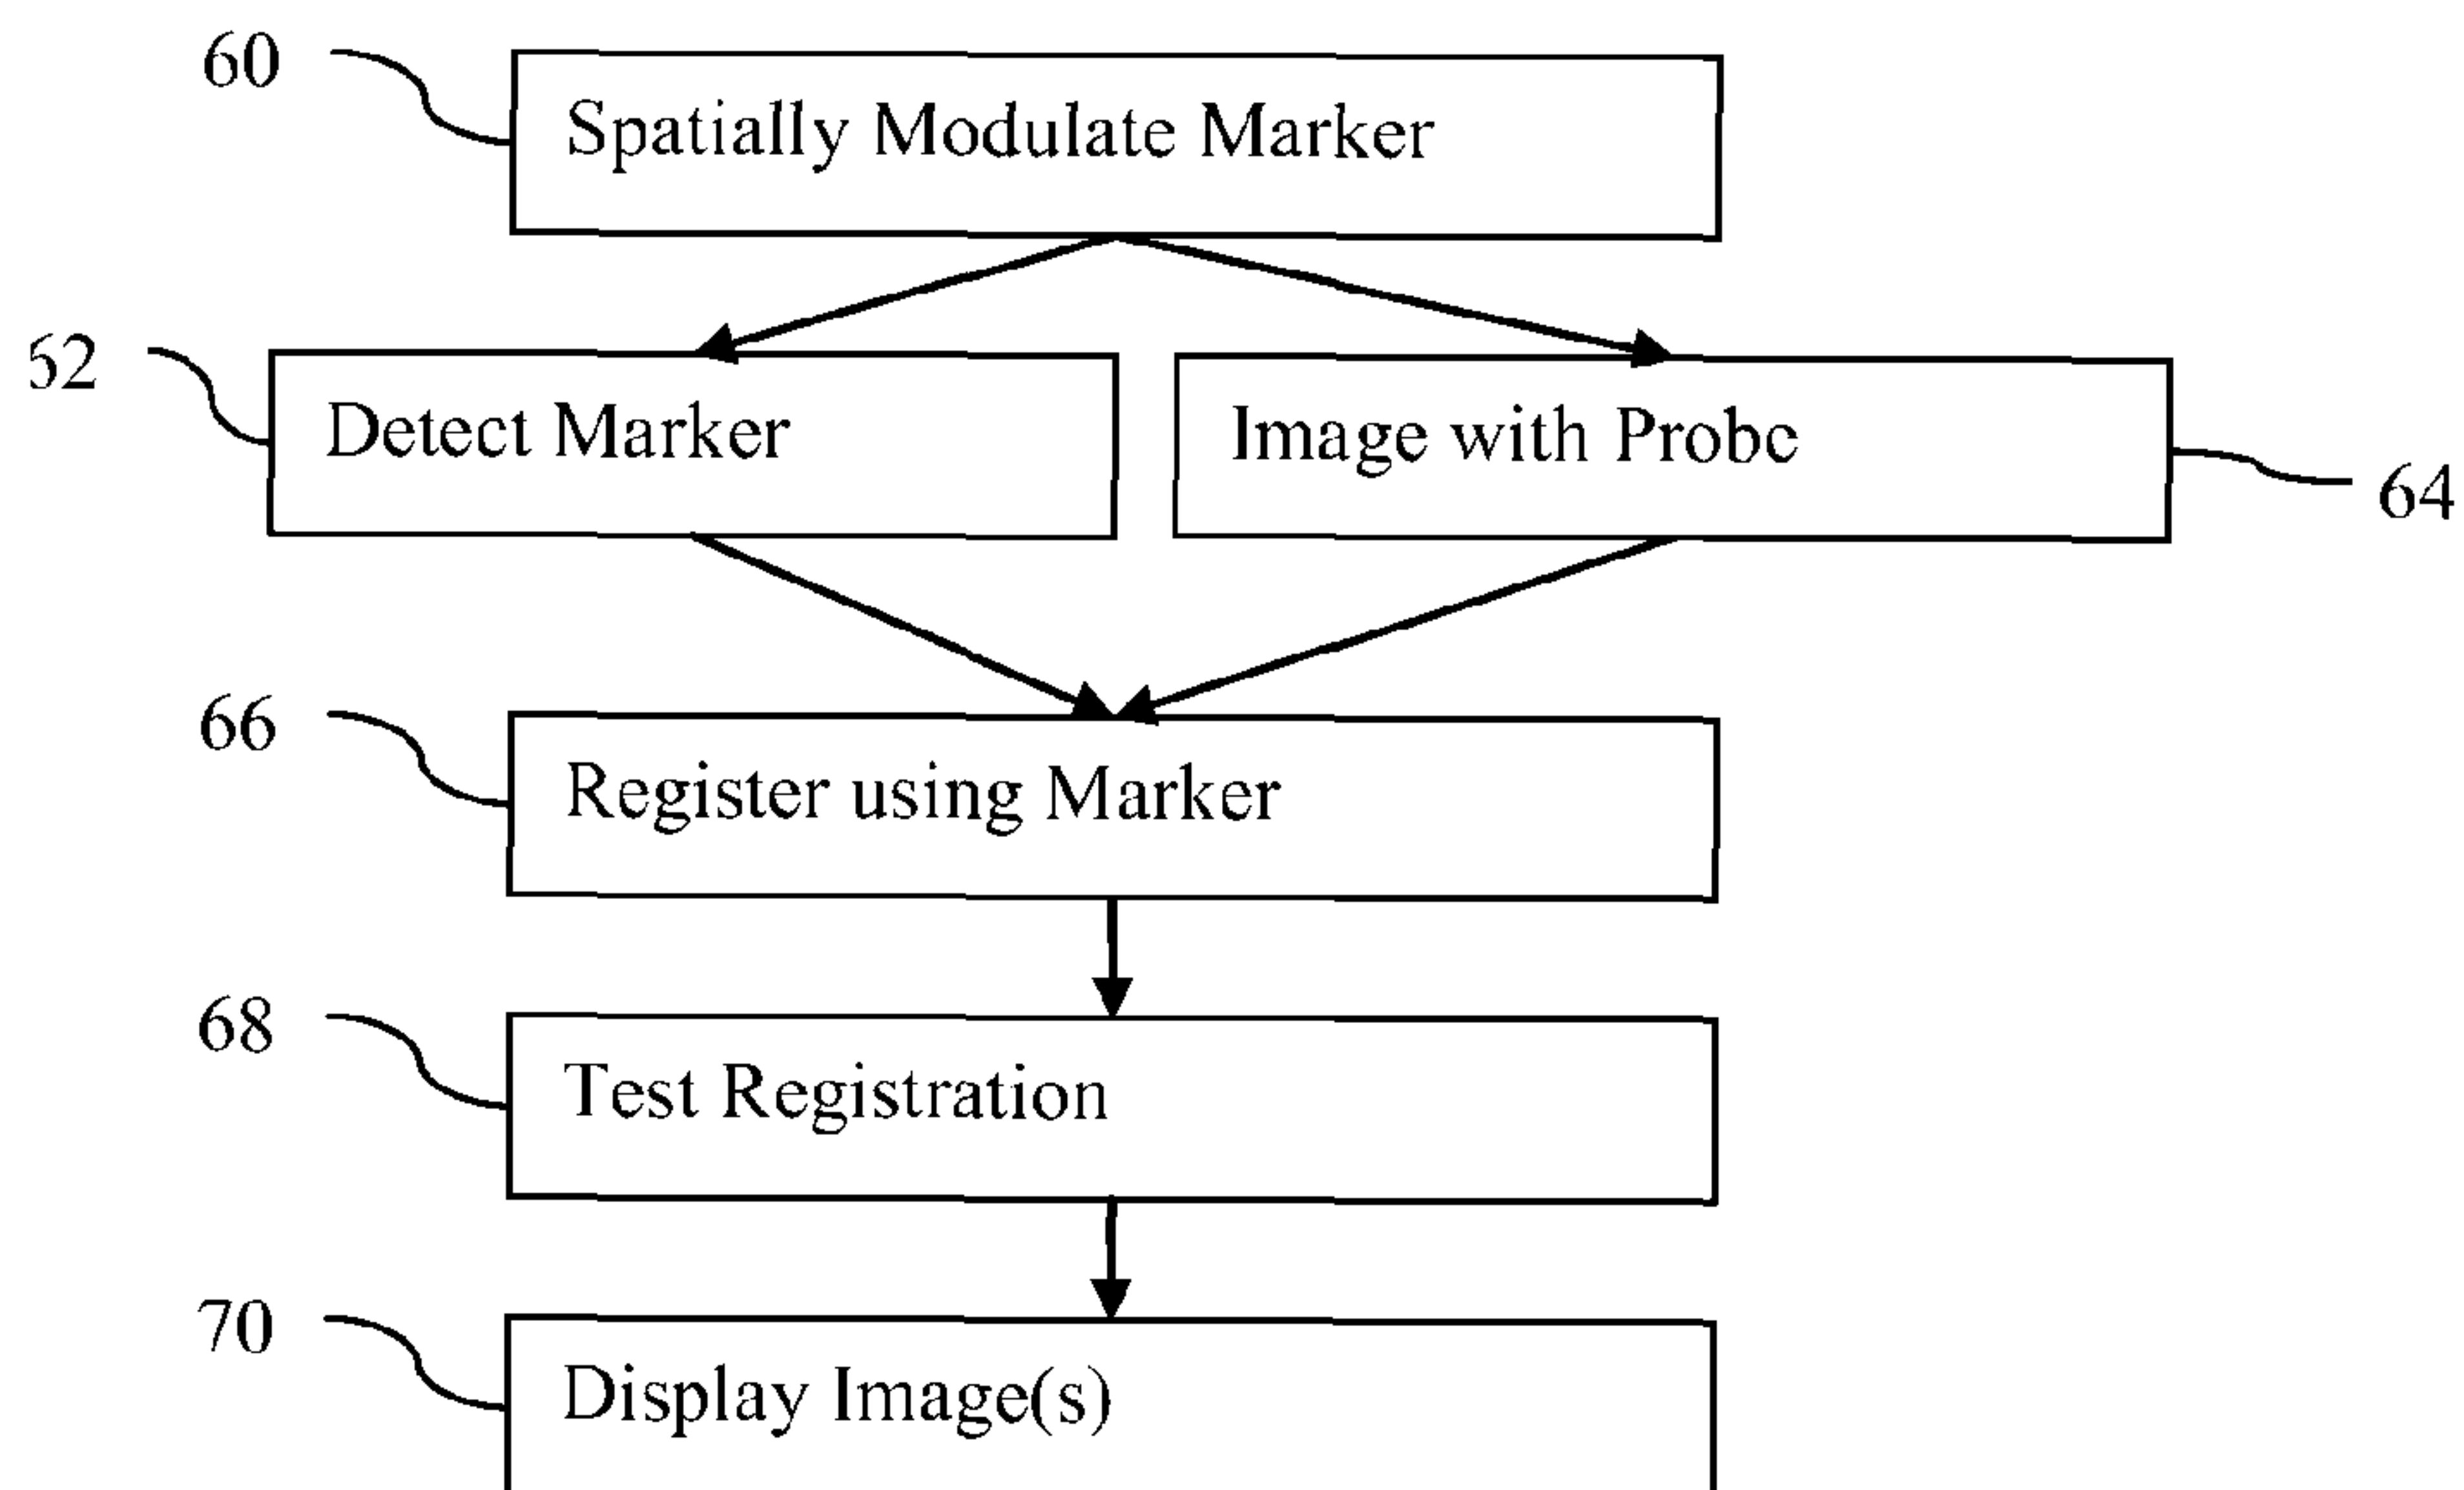 60
Spatially Modulate Marker
52
Detect Marker
Image with Probe
64
66
Register using Marker
68
Test Registration
70
Display Image(s)